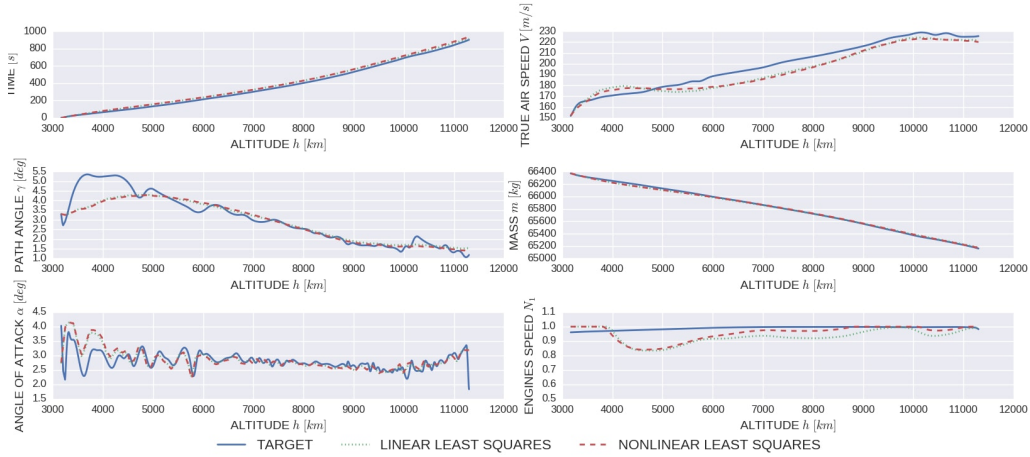 TIME [s]
1000
800
600
400
200
0
3000 4000 5000 6000 7000 8000 9000 10000 11000 12000
ALTITUDE h [km]
TRUE AIR SPEED V [m/s]
230
220
210
200
190
180
170
160
150
3000 4000 5000 6000 7000 8000 9000 10000 11000 12000
ALTITUDE h [km]
PATH ANGLE γ [deg]
5.5
5.0
4.5
4.0
3.5
3.0
2.5
2.0
1.5
1.0
3000 4000 5000 6000 7000 8000 9000 10000 11000 12000
ALTITUDE h [km]
MASS m [kg]
66400
66200
66000
65800
65600
65400
65200
65000
3000 4000 5000 6000 7000 8000 9000 10000 11000 12000
ALTITUDE h [km]
ANGLE OF ATTACK α [deg]
4.5
4.0
3.5
3.0
2.5
2.0
1.5
3000 4000 5000 6000 7000 8000 9000 10000 11000 12000
ALTITUDE h [km]
ENGINES SPEED N₁
1.1
1.0
0.9
0.8
0.7
0.6
0.5
3000 4000 5000 6000 7000 8000 9000 10000 11000 12000
ALTITUDE h [km]
TARGET LINEAR LEAST SQUARES NONLINEAR LEAST SQUARES